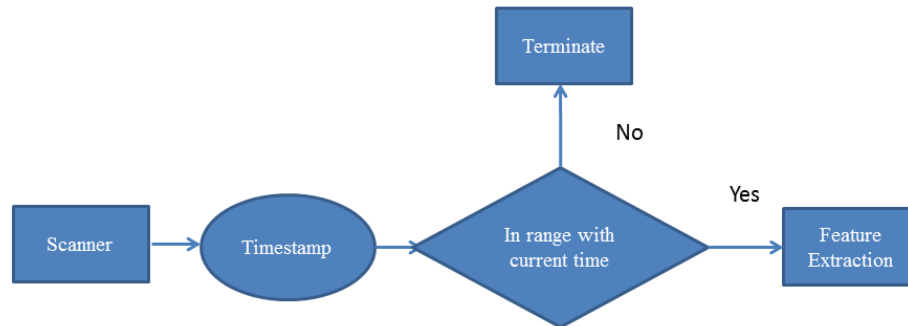 Terminate
No
Yes
Scanner
Timestamp
In range with
current time
Feature
Extraction